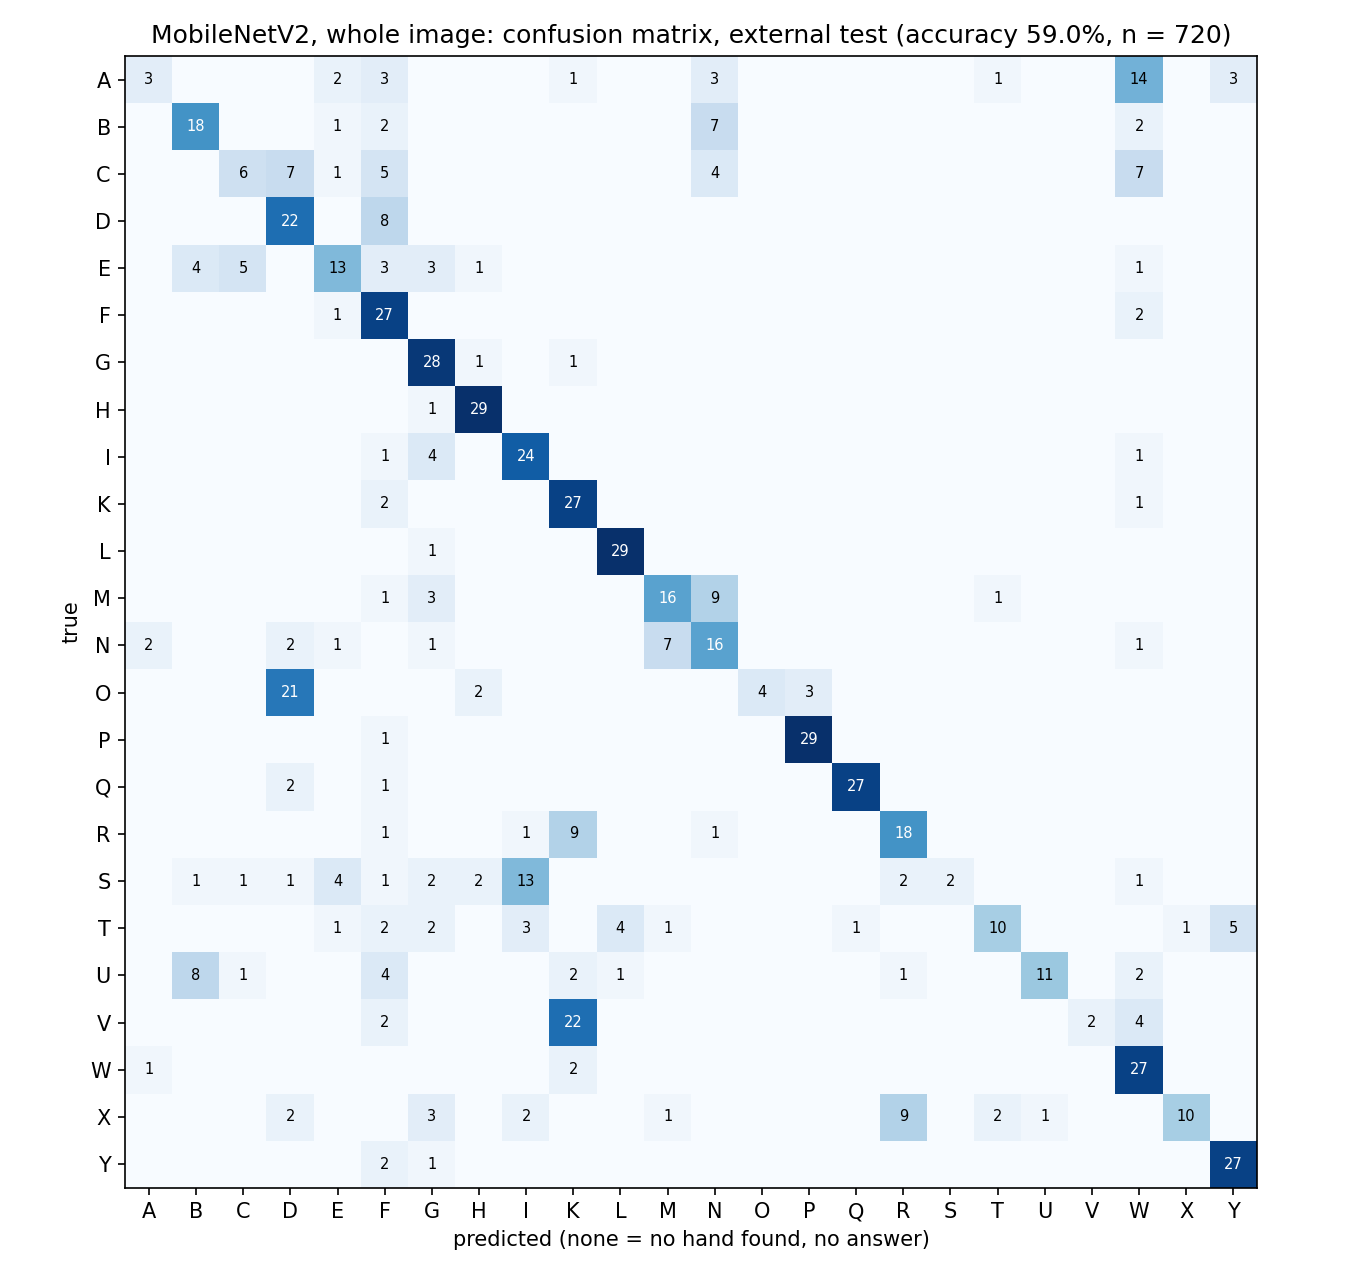 MobileNetV2, whole image: confusion matrix, external test (accuracy 59.0%, n = 720)
A 3 2 3 1 3 1 14 3
B 18 1 2 7 2
C 6 7 1 5 4 7
D 22 8
E 4 5 13 3 3 1 1
F 1 27 2
G 28 1 1
H 1 29
I 1 4 24 1
K 2 27 1
L 1 29
M 1 3 16 9 1
N 2 2 1 1 7 16 1
O 21 2 4 3
P 1 29
Q 2 1 27
R 1 1 9 1 18
S 1 1 1 4 1 2 2 13 2 2 1
T 1 2 2 3 4 1 1 10 1 5
U 8 1 4 2 1 1 11 2
V 2 22 2 4
W 1 2 27
X 2 3 2 1 9 2 1 10
Y 2 1 27
true
A B C D E F G H I K L M N O P Q R S T U V W X Y
predicted (none = no hand found, no answer)